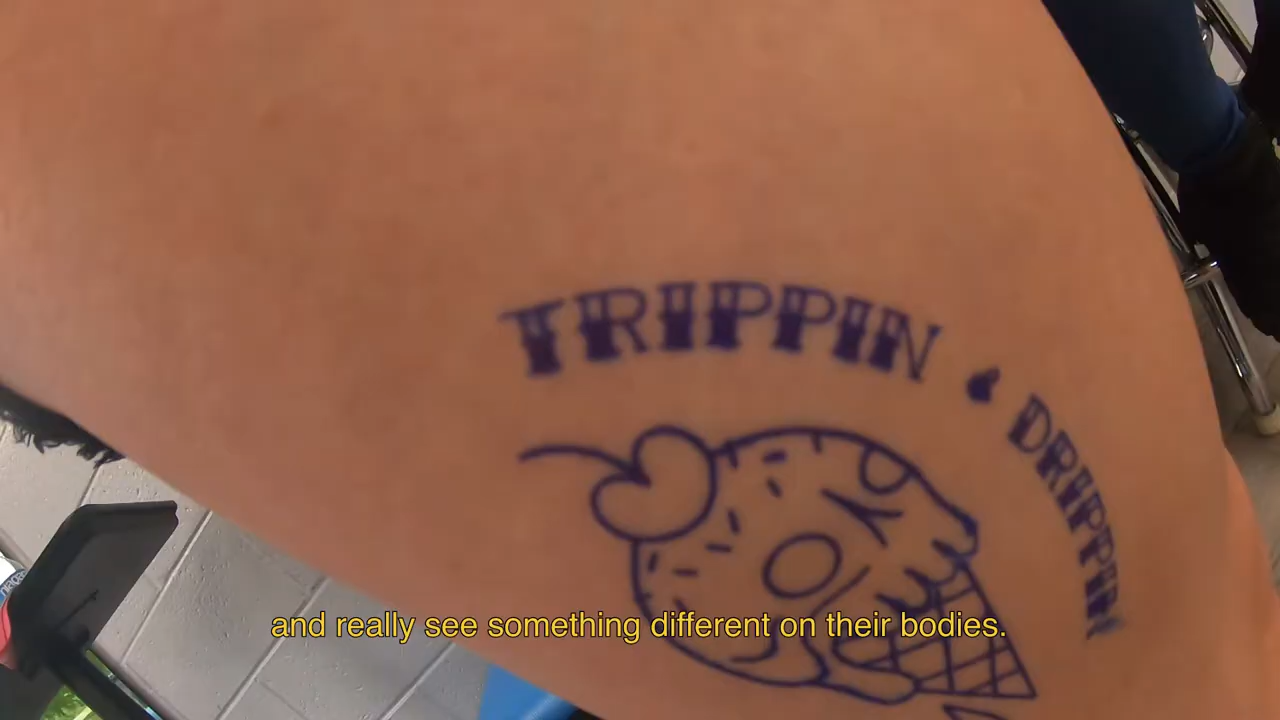 TRIPPIN & DRIPPIN
and really see something different on their bodies.